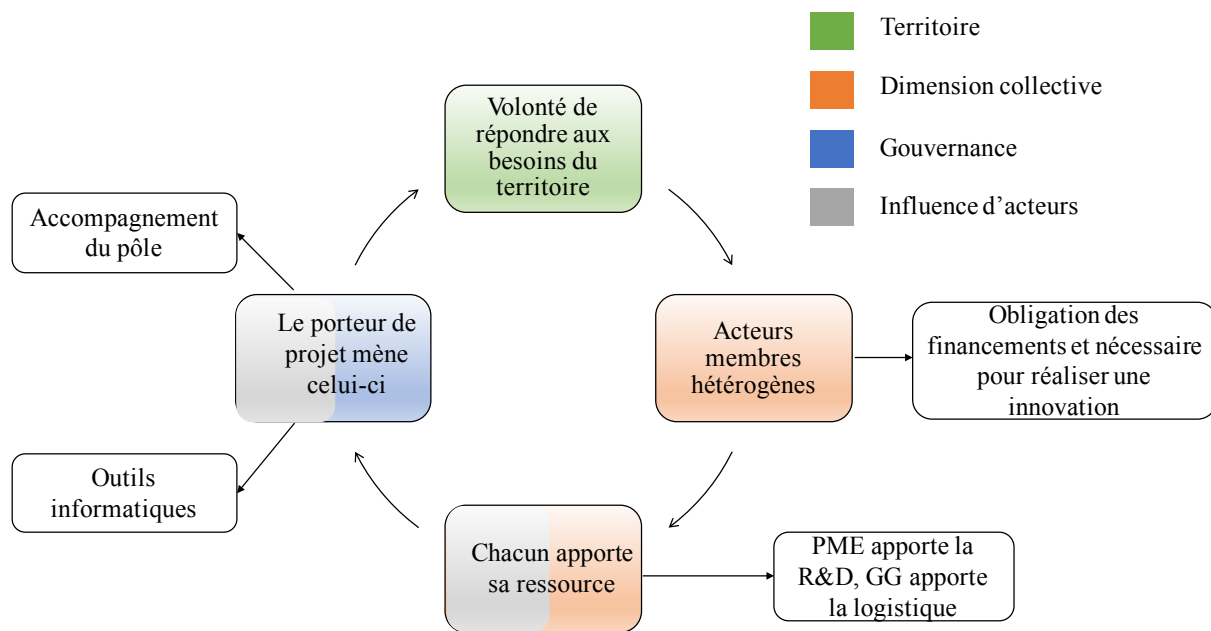 Territoire
Dimension collective
Gouvernance
Influence d’acteurs
Volonté de
répondre aux
besoins du
territoire
Accompagnement
du pôle
Le porteur de
projet mène
celui-ci
Acteurs
membres
hétérogènes
Obligation des
financements et nécessaire
pour réaliser une
innovation
Outils
informatiques
Chacun apporte
sa ressource
PME apporte la
R&D, GG apporte
la logistique